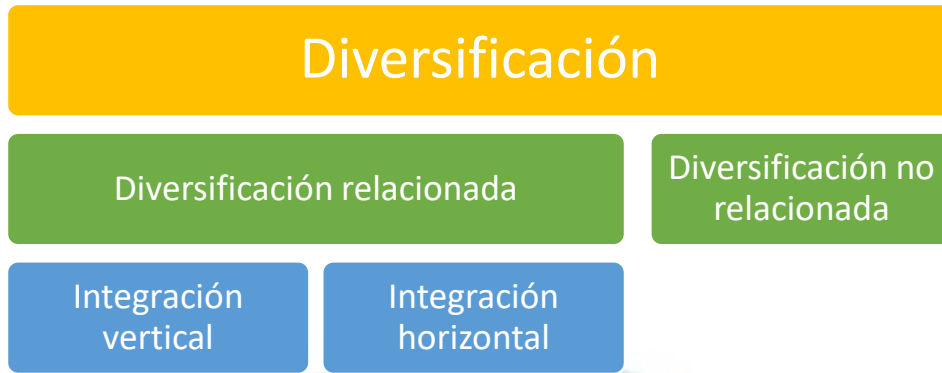 Diversificación
Diversificación relacionada
Diversificación no
relacionada
Integración
vertical
Integración
horizontal